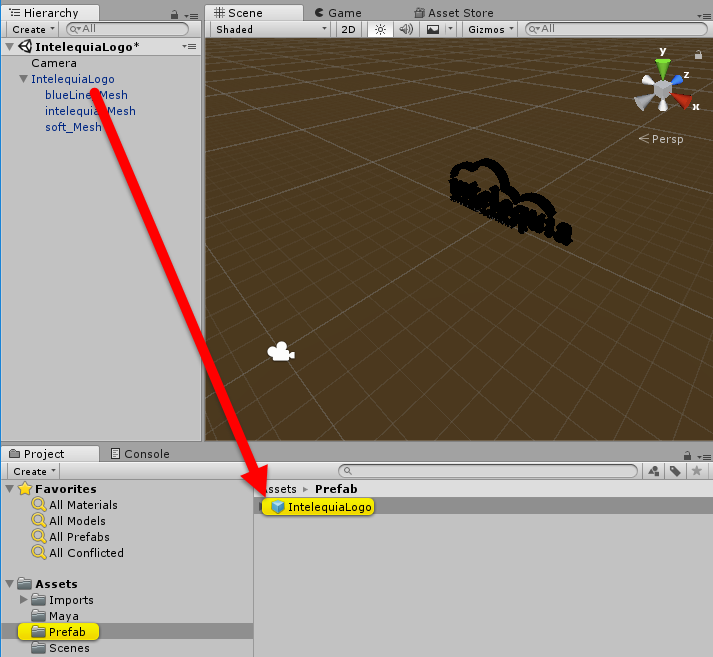 Hierarchy
Create All
IntelequiaLogo*
Camera
IntelequiaLogo
blueLine_Mesh
intelequia_Mesh
soft_Mesh
Scene Game Asset Store
Shaded 2D Gizmos All
y
z
x
Persp
Project Console
Create
Favorites
All Materials
All Models
All Prefabs
All Conflicted
Assets
Imports
Maya
Prefab
Scenes
Assets Prefab
IntelequiaLogo